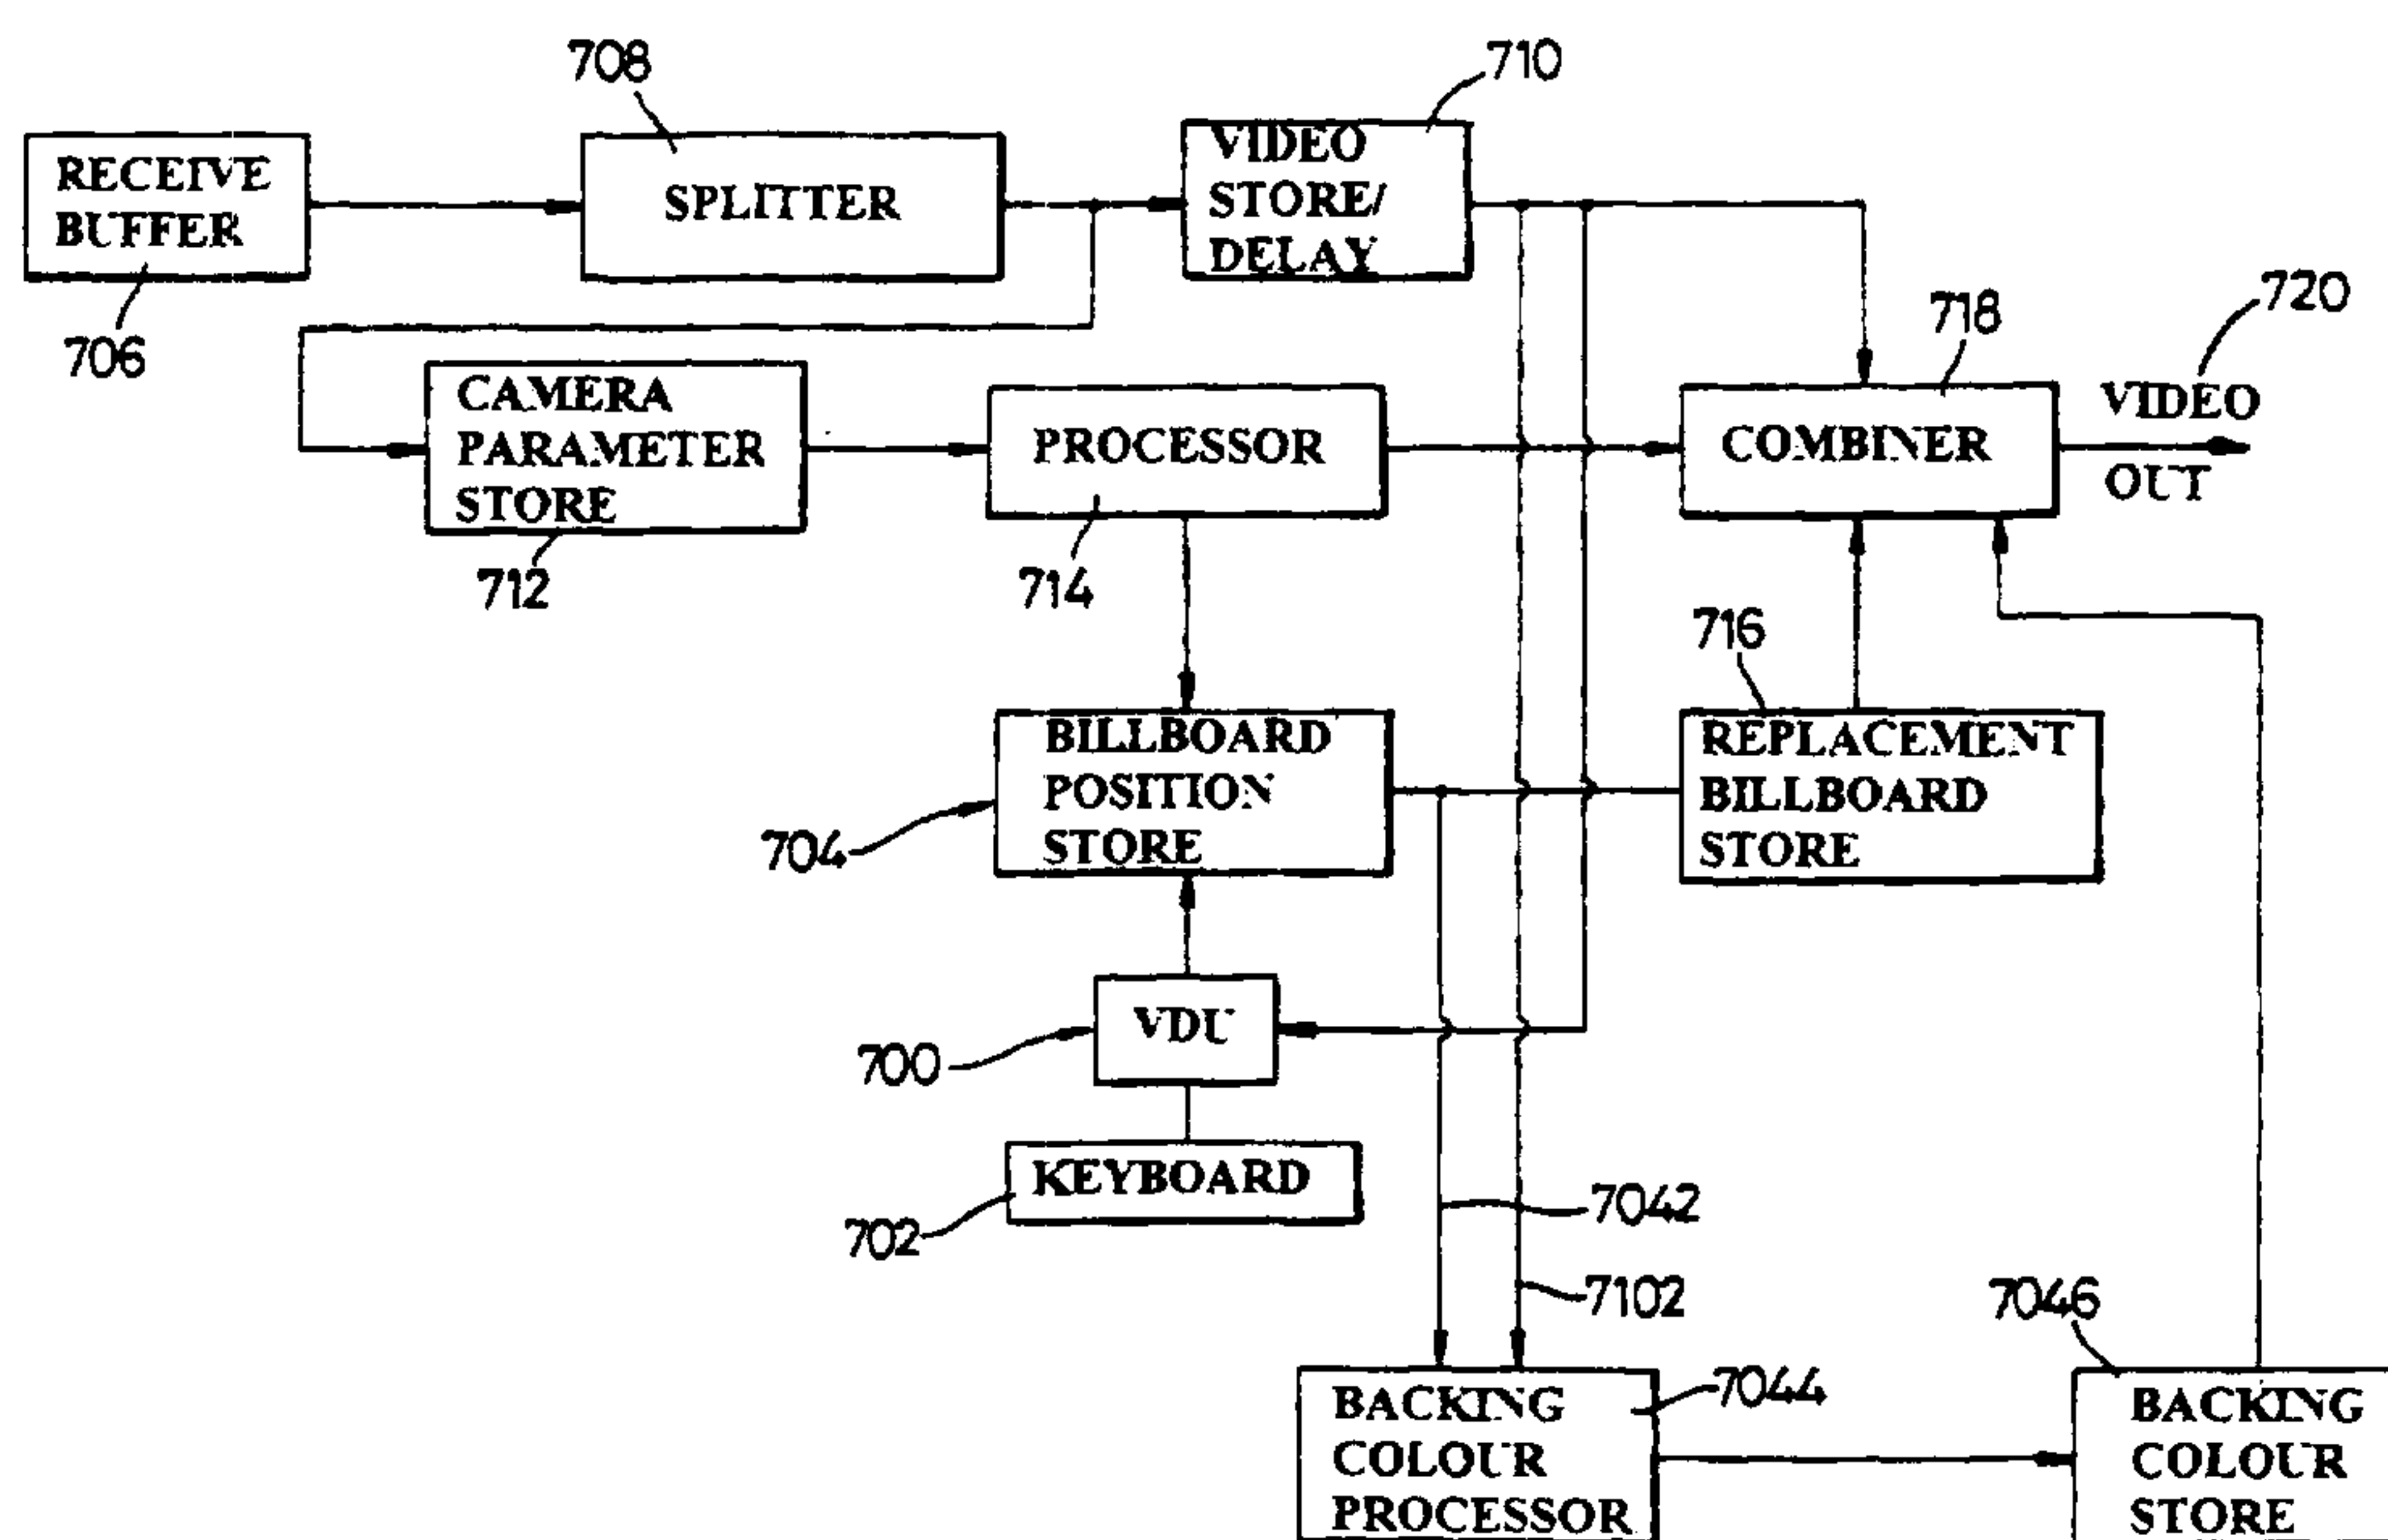 708
710
RECEIVE
BUFFER
SPLITTER
VIDEO
STORE/
DELAY
706
718
720
CAMERA
PARAMETER
STORE
PROCESSOR
COMBINER
VIDEO
OUT
712
714
716
BILLBOARD
POSITION
STORE
REPLACEMENT
BILLBOARD
STORE
704
VDU
700
KEYBOARD
702
7042
7102
7046
7044
BACKING
COLOUR
PROCESSOR
BACKING
COLOUR
STORE